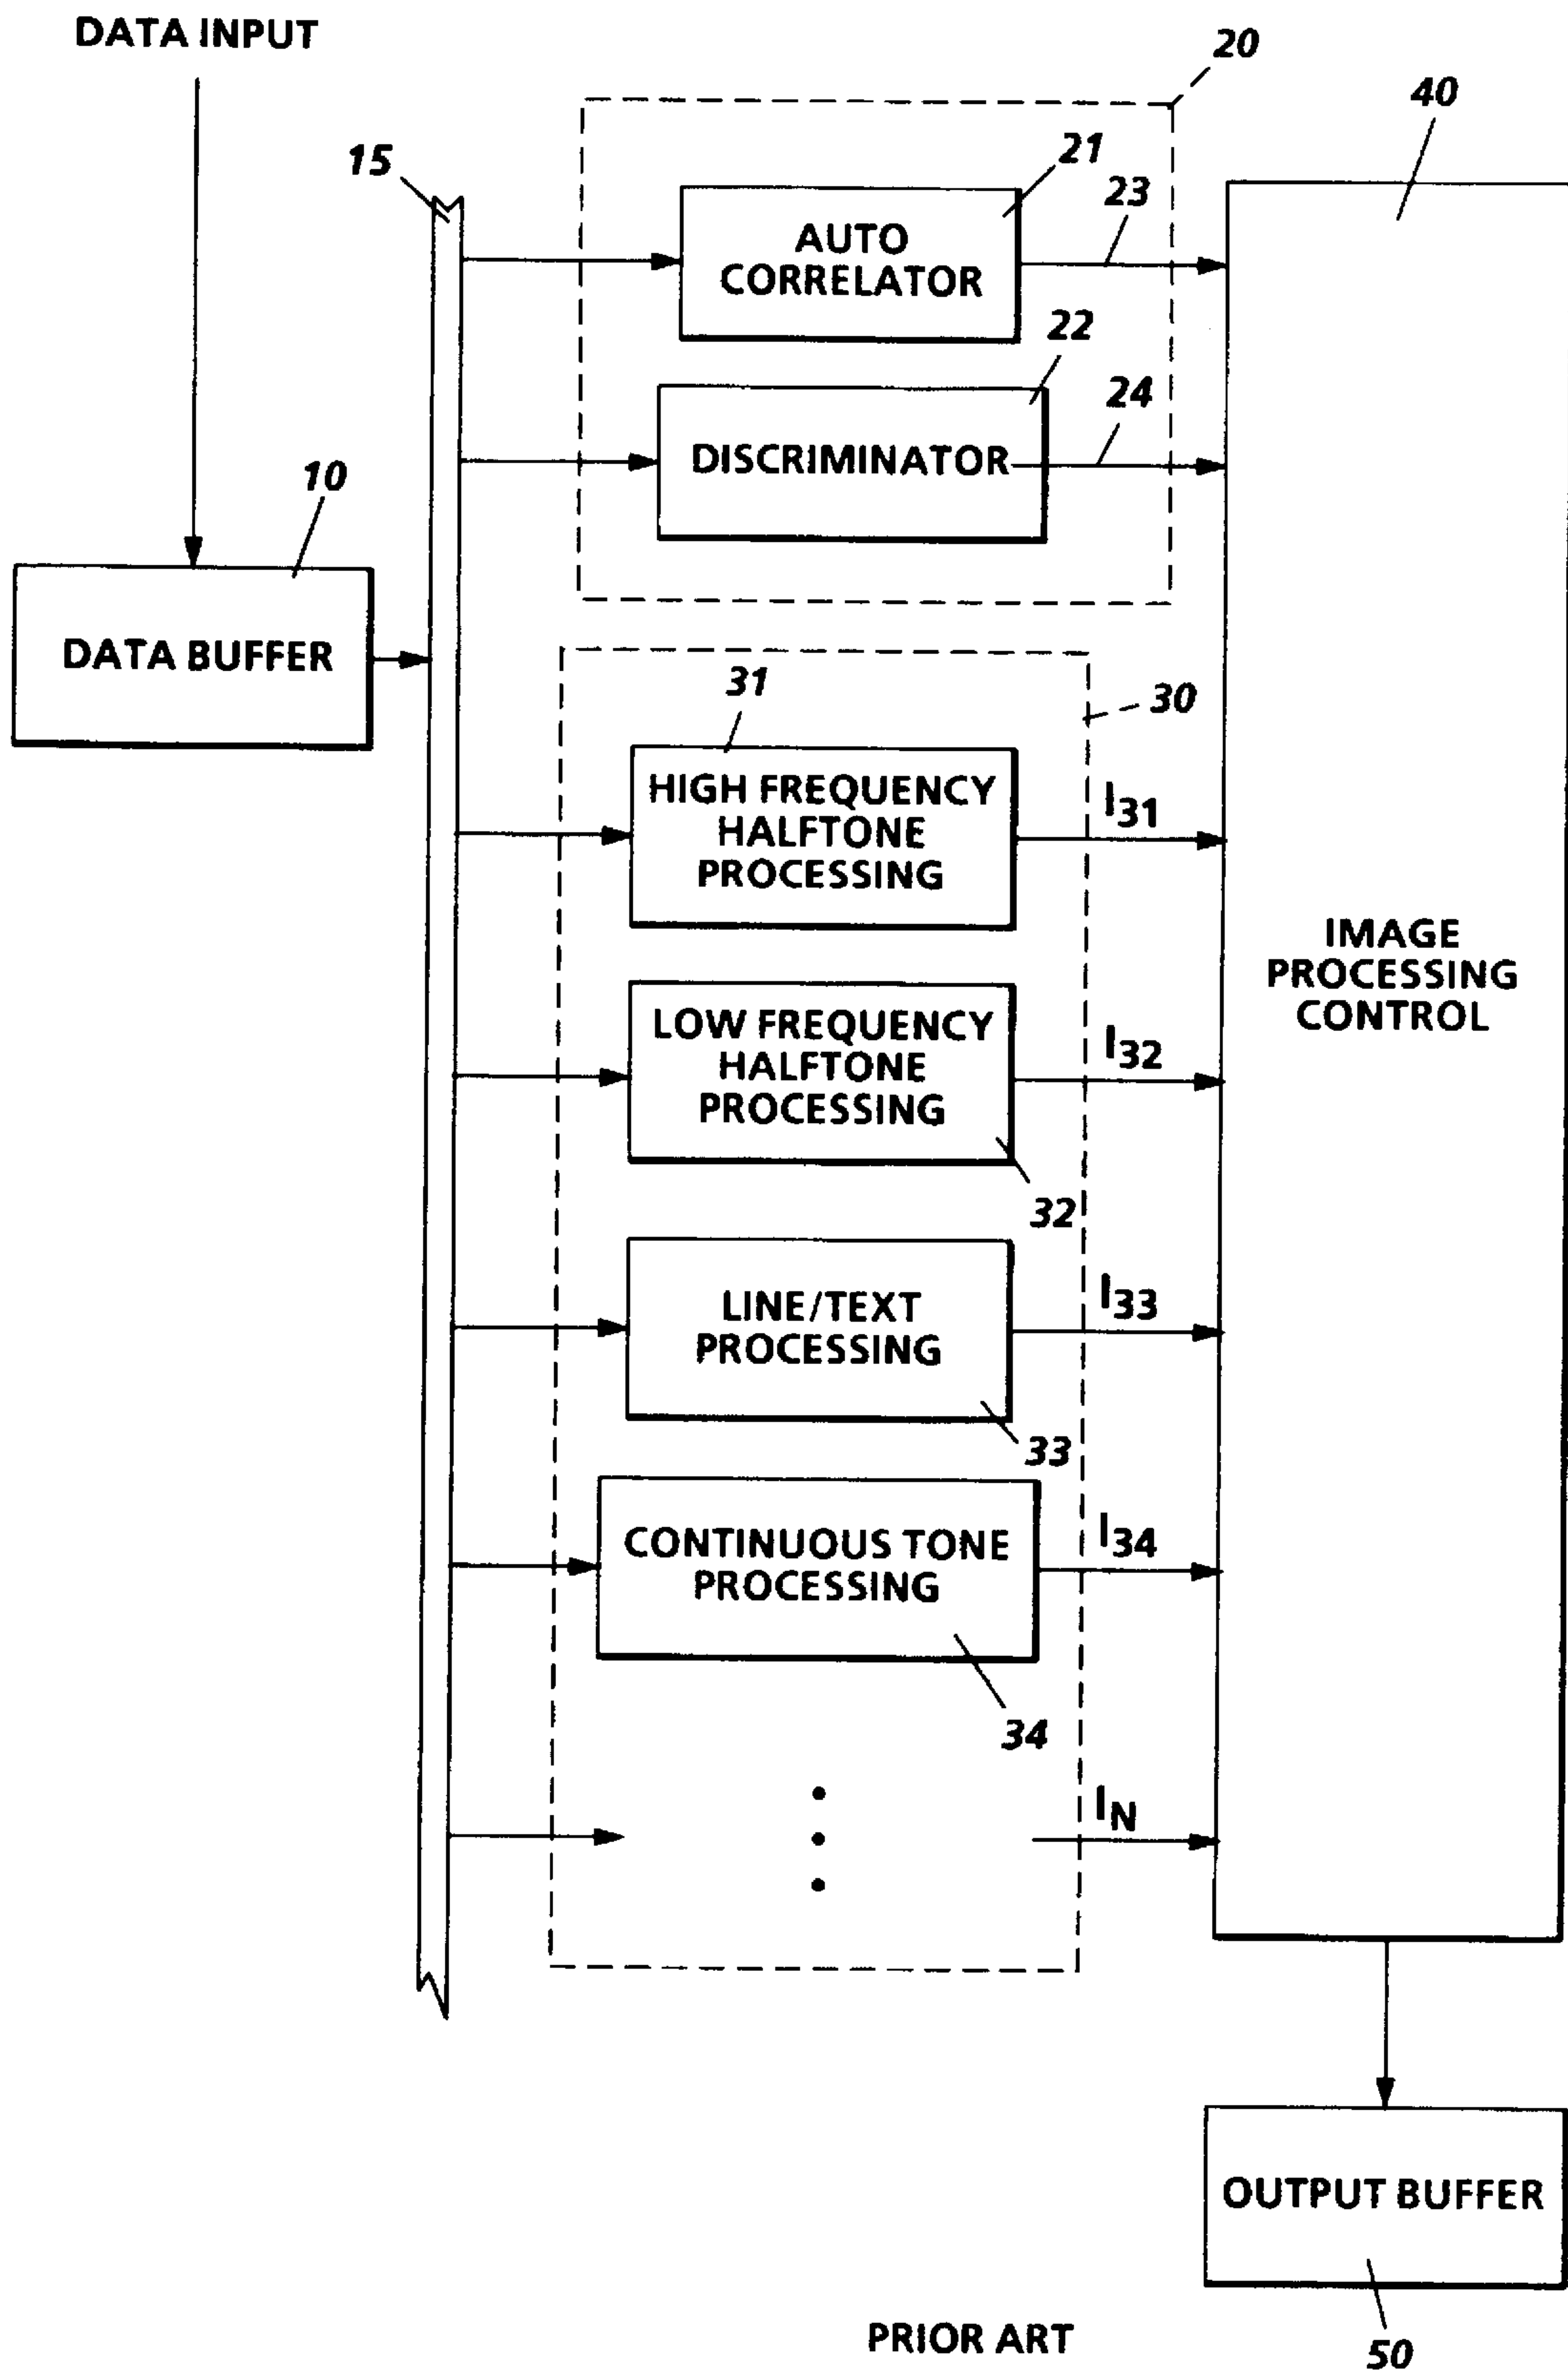 DATA INPUT
20
40
15
21
23
AUTO
CORRELATOR
22
24
DISCRIMINATOR
10
DATA BUFFER
31
30
HIGH FREQUENCY
HALFTONE
PROCESSING
I31
IMAGE
PROCESSING
CONTROL
LOW FREQUENCY
HALFTONE
PROCESSING
I32
32
LINE/TEXT
PROCESSING
I33
33
CONTINUOUS TONE
PROCESSING
I34
34
IN
OUTPUT BUFFER
50
PRIOR ART